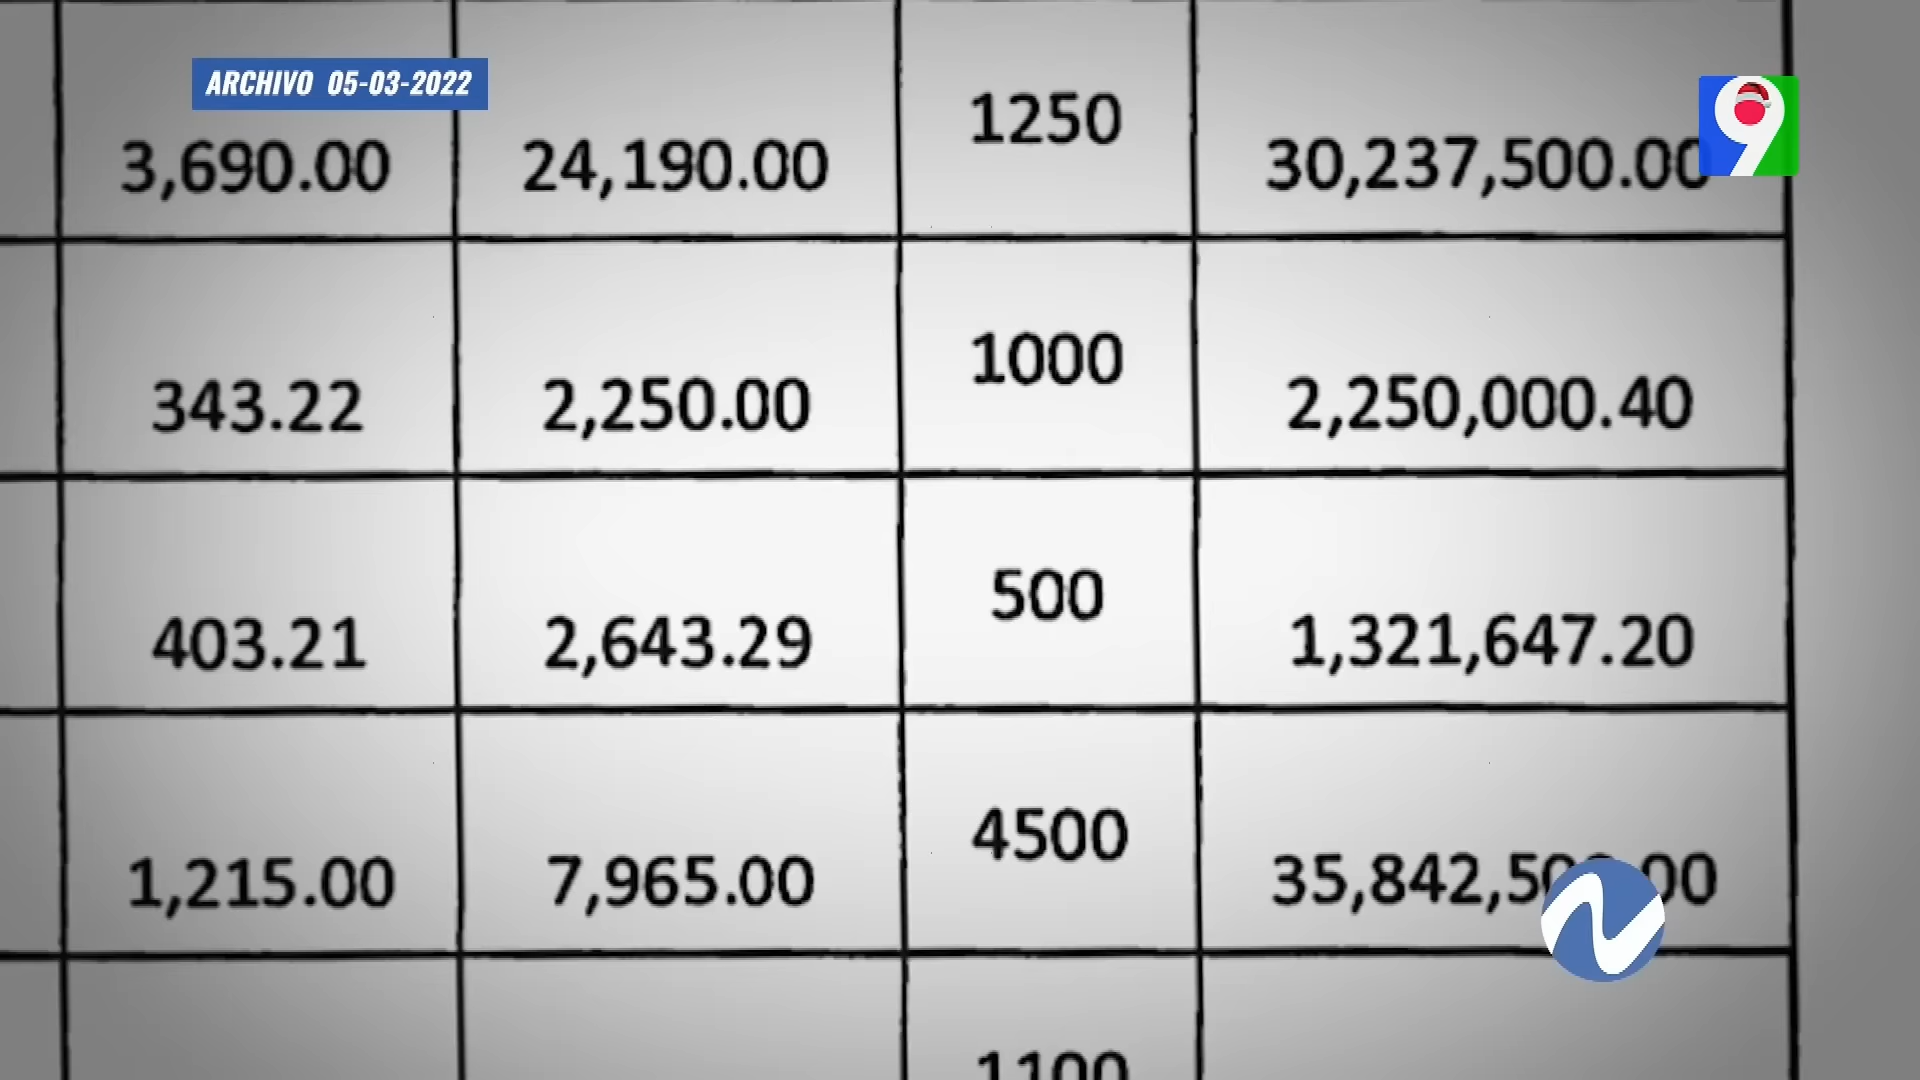 ARCHIVO 05-03-2022
9
3,690.00 24,190.00 1250 30,237,500.00
343.22 2,250.00 1000 2,250,000.40
403.21 2,643.29 500 1,321,647.20
1,215.00 7,965.00 4500
1100